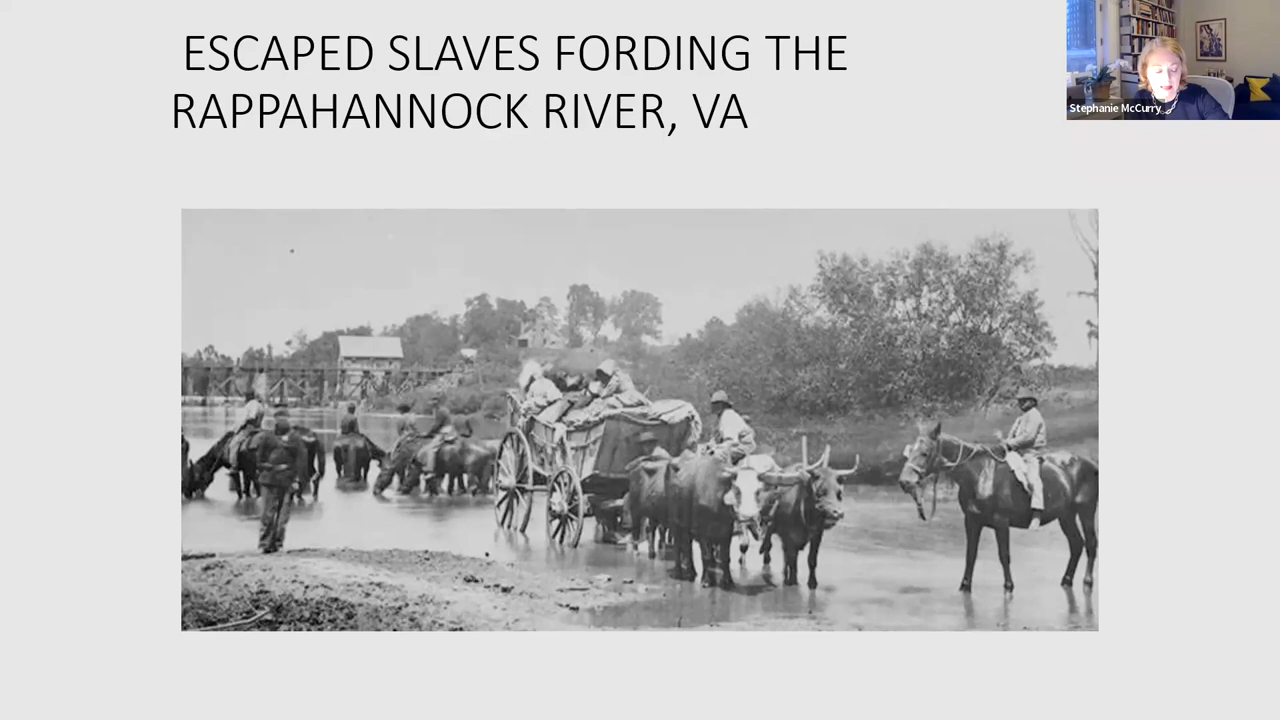 ESCAPED SLAVES FORDING THE
RAPPAHANNOCK RIVER, VA
Stephanie McCurry